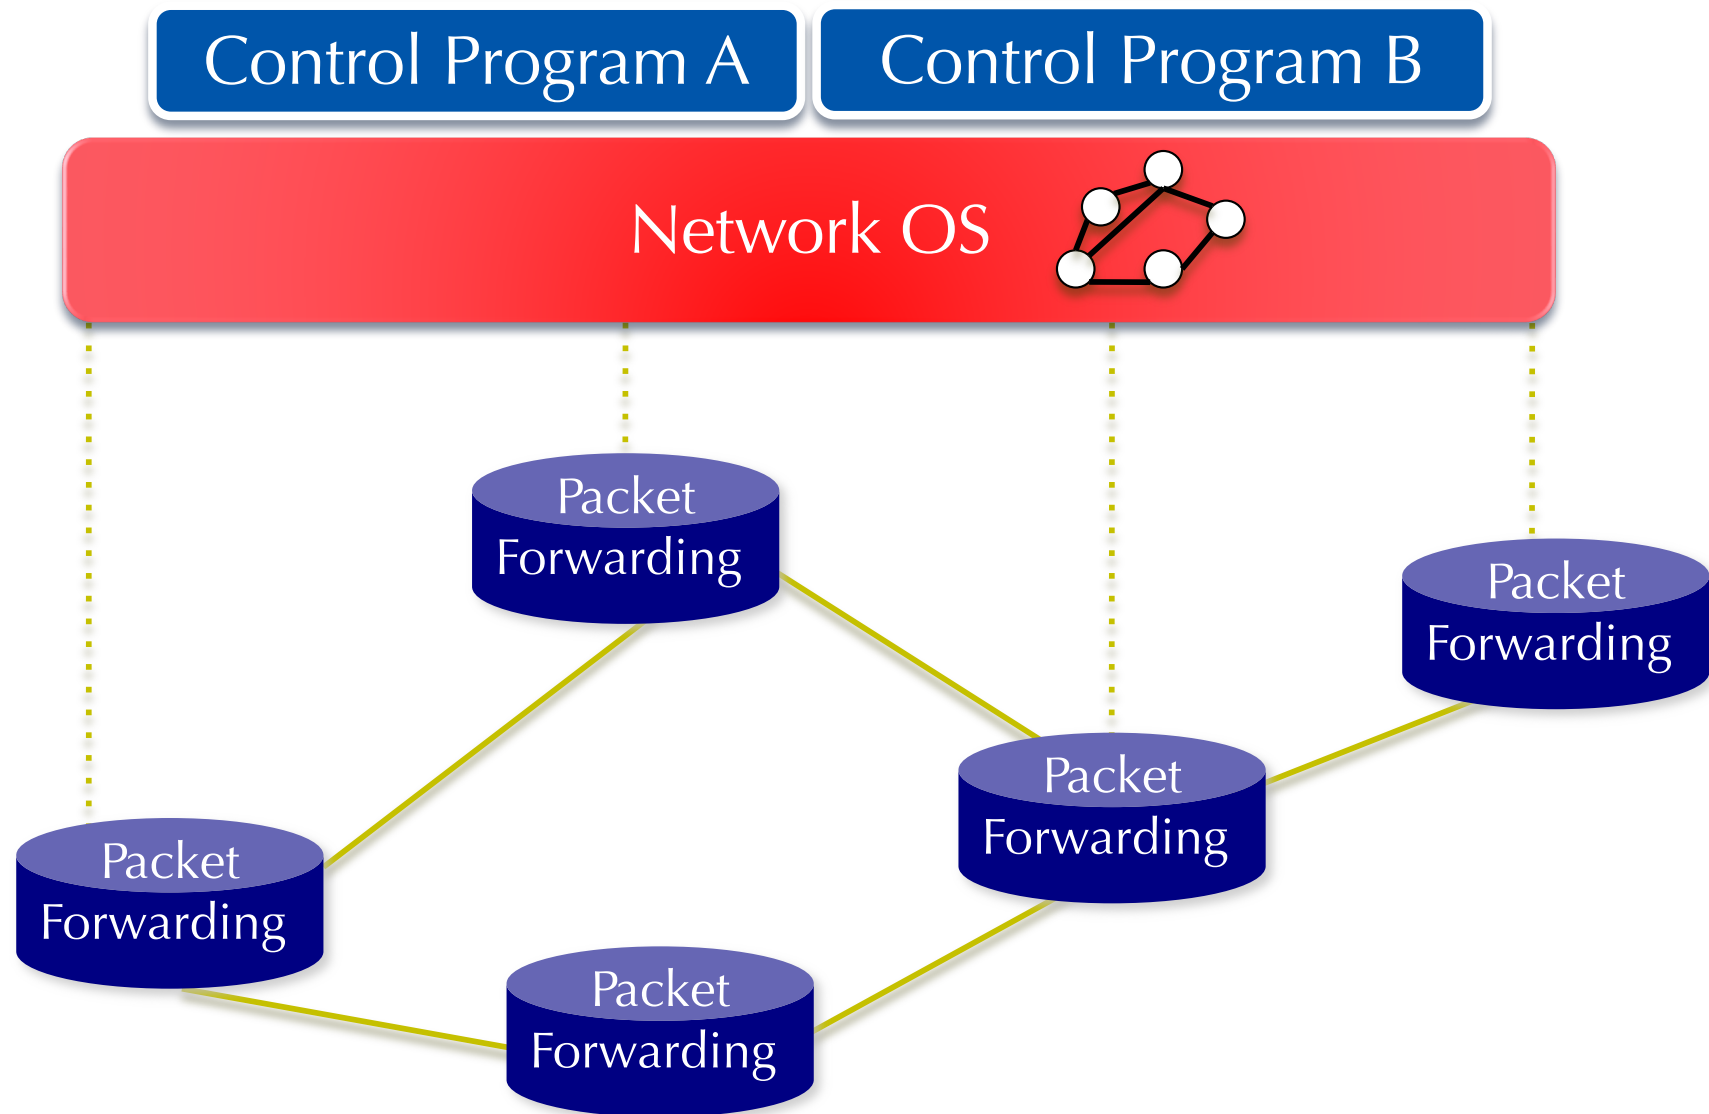 Control Program A
Control Program B
Network OS
Packet
Forwarding
Packet
Forwarding
Packet
Forwarding
Packet
Forwarding
Packet
Forwarding